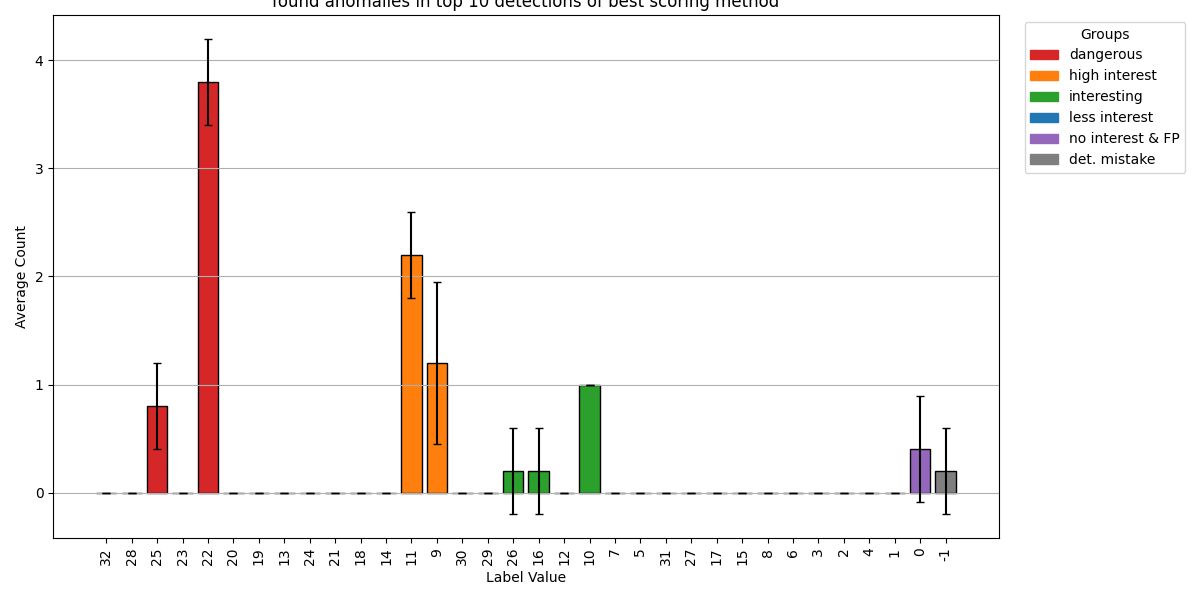 found anomalies in top 10 detections of best scoring method
Groups
dangerous
high interest
interesting
less interest
no interest & FP
det. mistake
Average Count
4
3
2
1
0
32 28 25 23 22 20 19 13 24 21 18 14 11 9 30 29 26 16 12 10 7 5 31 27 17 15 8 6 3 2 4 1 0 -1
Label Value